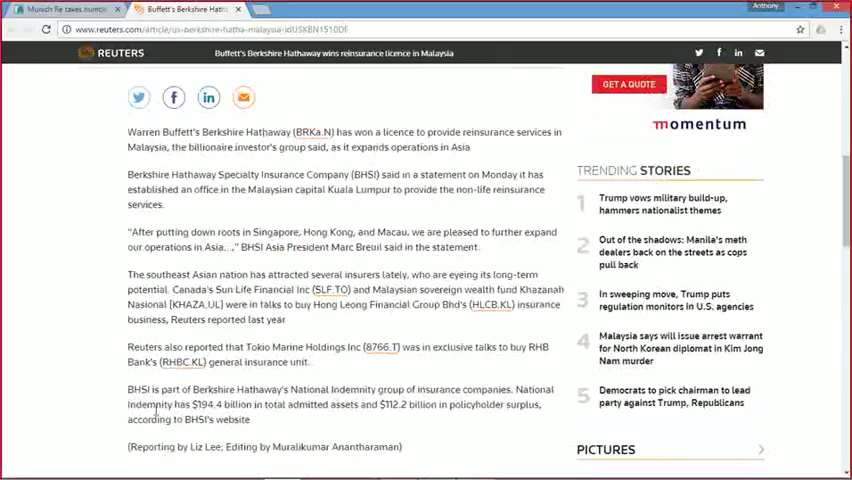 Munich Re takes numb
Buffett's Berkshire Hath
Anthony
www.reuters.com/article/us-berkshire-hatha-malaysia-idUSKBN1510DF
REUTERS
Buffett's Berkshire Hathaway wins reinsurance licence in Malaysia
Warren Buffett's Berkshire Hathaway (BRKa.N) has won a licence to provide reinsurance services in
Malaysia, the billionaire investor's group said, as it expands operations in Asia
Berkshire Hathaway Specialty Insurance Company (BHSI) said in a statement on Monday it has
established an office in the Malaysian capital Kuala Lumpur to provide the non-life reinsurance
services.
"After putting down roots in Singapore, Hong Kong, and Macau, we are pleased to further expand
our operations in Asia...," BHSI Asia President Marc Breuil said in the statement.
The southeast Asian nation has attracted several insurers lately, who are eyeing its long-term
potential. Canada's Sun Life Financial Inc (SLF.TO) and Malaysian sovereign wealth fund Khazanah
Nasional [KHAZA.UL] were in talks to buy Hong Leong Financial Group Bhd's (HLCB.KL) insurance
business, Reuters reported last year
Reuters also reported that Tokio Marine Holdings Inc (8766.T) was in exclusive talks to buy RHB
Bank's (RHBC.KL) general insurance unit.
BHSI is part of Berkshire Hathaway's National Indemnity group of insurance companies. National
Indemnity has $194.4 billion in total admitted assets and $112.2 billion in policyholder surplus,
according to BHSI's website
(Reporting by Liz Lee; Editing by Muralikumar Anantharaman)
GET A QUOTE
momentum
TRENDING STORIES
1 Trump vows military build-up,
hammers nationalist themes
2 Out of the shadows: Manila's meth
dealers back on the streets as cops
pull back
3 In sweeping move, Trump puts
regulation monitors in U.S. agencies
4 Malaysia says will issue arrest warrant
for North Korean diplomat in Kim Jong
Nam murder
5 Democrats to pick chairman to lead
party against Trump, Republicans
PICTURES